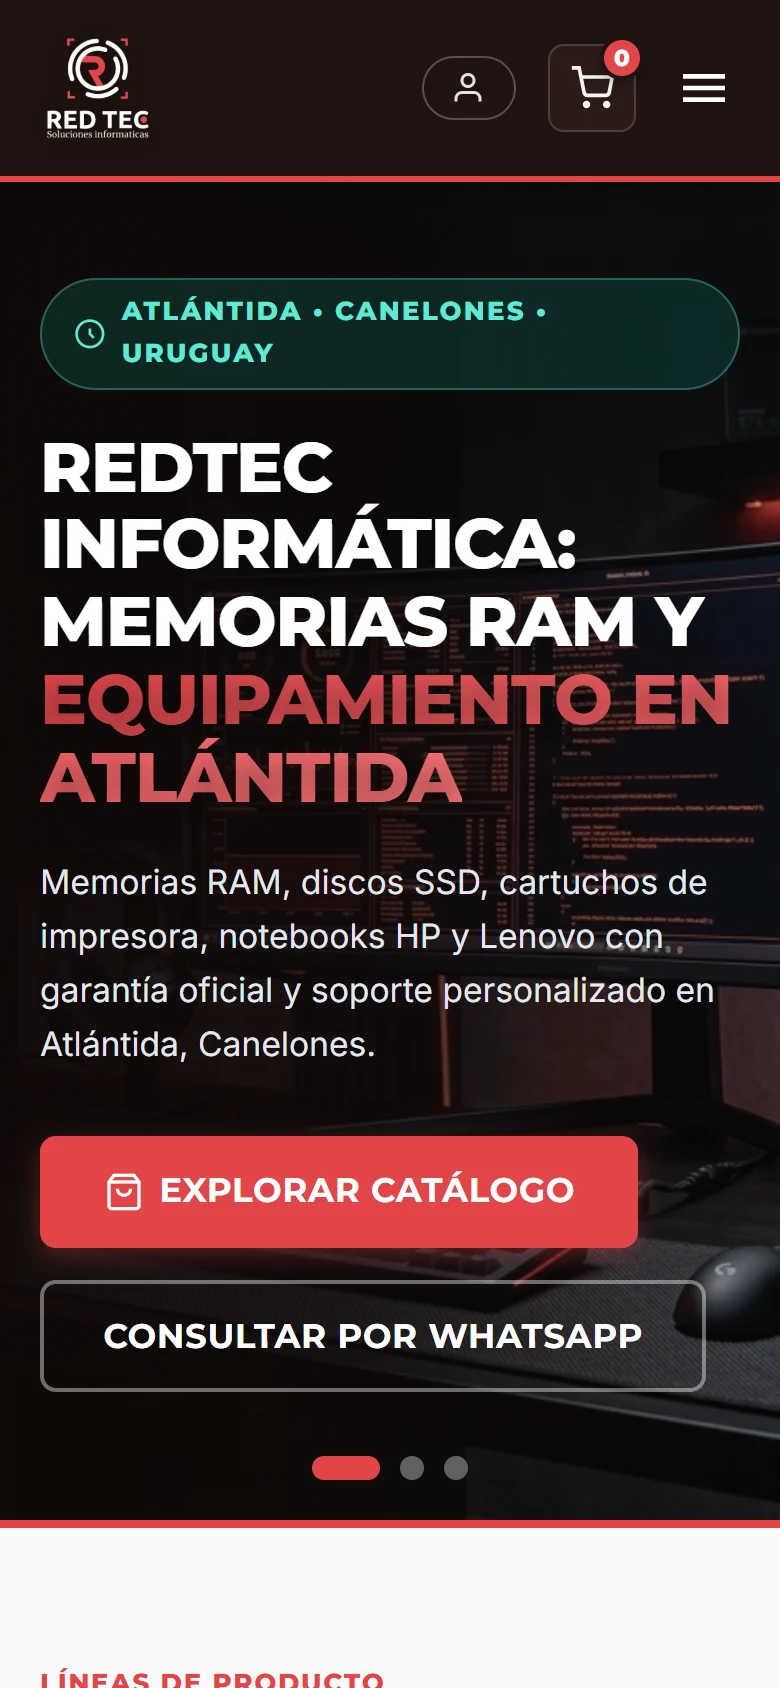 RED TEC
Soluciones informaticas
0
ATLÁNTIDA • CANELONES •
URUGUAY
REDTEC
INFORMÁTICA:
MEMORIAS RAM Y
EQUIPAMIENTO EN
ATLÁNTIDA
Memorias RAM, discos SSD, cartuchos de
impresora, notebooks HP y Lenovo con
garantía oficial y soporte personalizado en
Atlántida, Canelones.
EXPLORAR CATÁLOGO
CONSULTAR POR WHATSAPP
LÍNEAS DE PRODUCTO